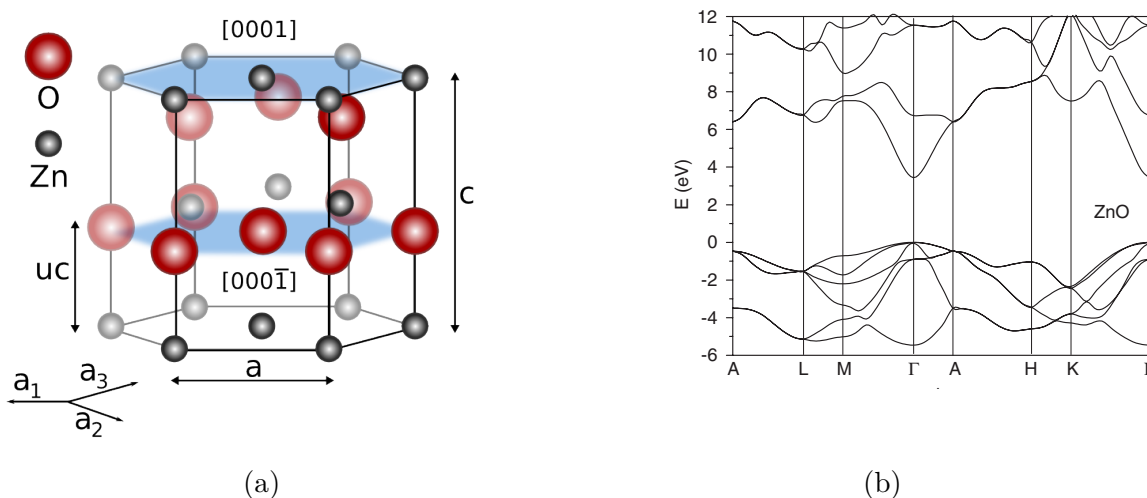 [0001]
O
Zn
c
uc
[0001̅]
a
a₁
a₃
a₂
(a)
12
10
8
6
4
2
0
-2
-4
-6
E (eV)
ZnO
A L M Γ A H K
(b)